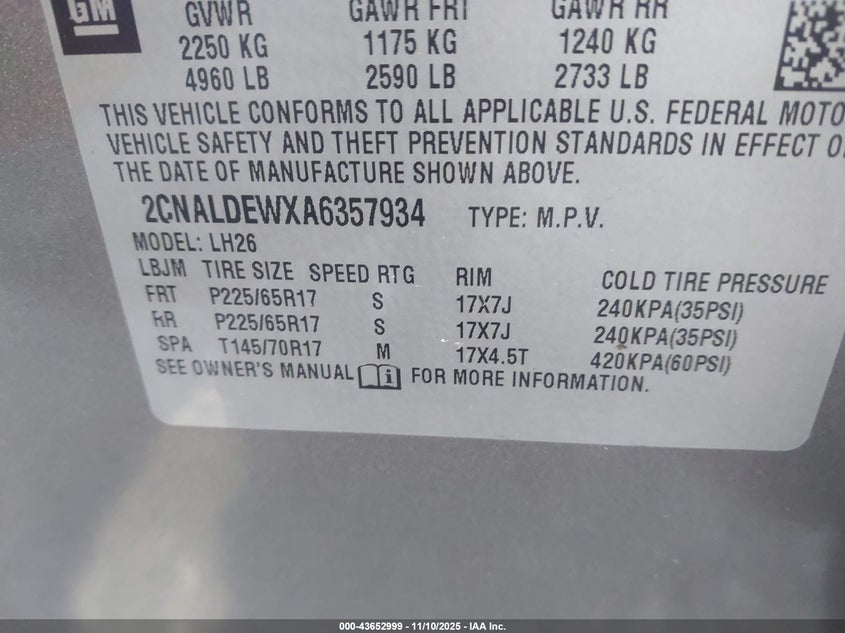 GM
GVWR GAWR FRT GAWR RR
2250 KG 1175 KG 1240 KG
4960 LB 2590 LB 2733 LB
THIS VEHICLE CONFORMS TO ALL APPLICABLE U.S. FEDERAL MOTO
VEHICLE SAFETY AND THEFT PREVENTION STANDARDS IN EFFECT O
THE DATE OF MANUFACTURE SHOWN ABOVE.
2CNALDEWXA6357934 TYPE: M.P.V.
MODEL: LH26
LBJM TIRE SIZE SPEED RTG RIM COLD TIRE PRESSURE
FRT P225/65R17 S 17X7J 240KPA(35PSI)
RR P225/65R17 S 17X7J 240KPA(35PSI)
SPA T145/70R17 M 17X4.5T 420KPA(60PSI)
SEE OWNER'S MANUAL i FOR MORE INFORMATION.
000-43652999 - 11/10/2025 - IAA Inc.